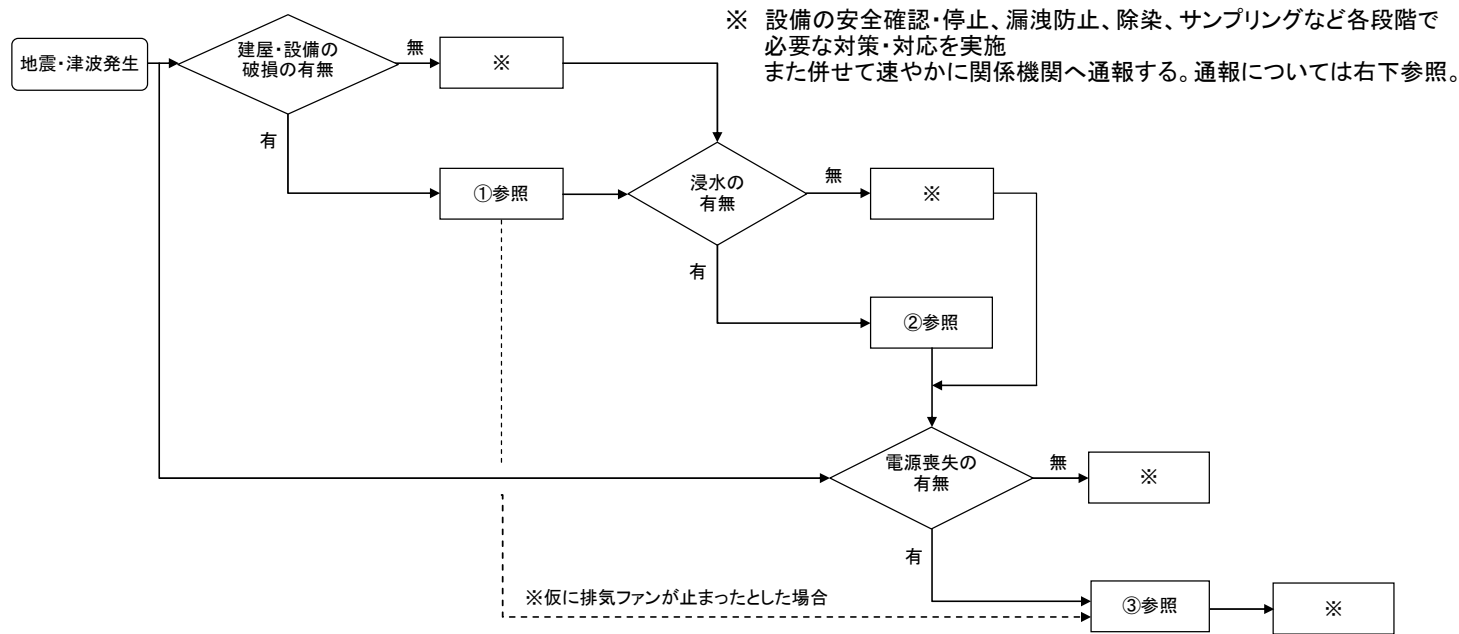 ※ 設備の安全確認・停止、漏洩防止、除染、サンプリングなど各段階で
必要な対策・対応を実施
また併せて速やかに関係機関へ通報する。通報については右下参照。
地震・津波発生
建屋・設備の
破損の有無
無
※
有
①参照
浸水の
有無
無
※
有
②参照
電源喪失の
有無
無
※
有
※仮に排気ファンが止まったとした場合
③参照
※